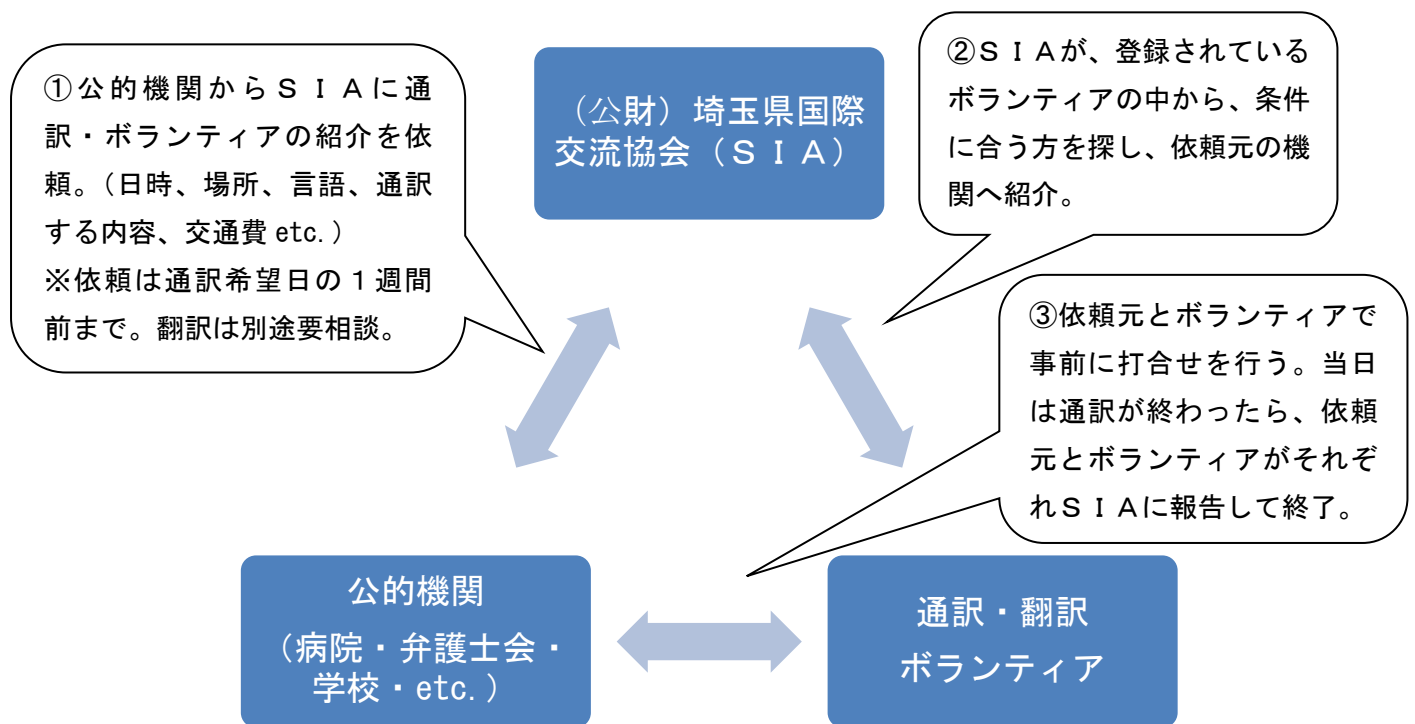 ①公的機関からＳＩＡに通
訳・ボランティアの紹介を依
頼。（日時、場所、言語、通訳
する内容、交通費 etc.）
※依頼は通訳希望日の１週間
前まで。翻訳は別途要相談。
（公財）埼玉県国際
交流協会（ＳＩＡ）
②ＳＩＡが、登録されている
ボランティアの中から、条件
に合う方を探し、依頼元の機
関へ紹介。
③依頼元とボランティアで
事前に打合せを行う。当日
は通訳が終わったら、依頼
元とボランティアがそれぞ
れＳＩＡに報告して終了。
公的機関
（病院・弁護士会・
学校・etc.）
通訳・翻訳
ボランティア